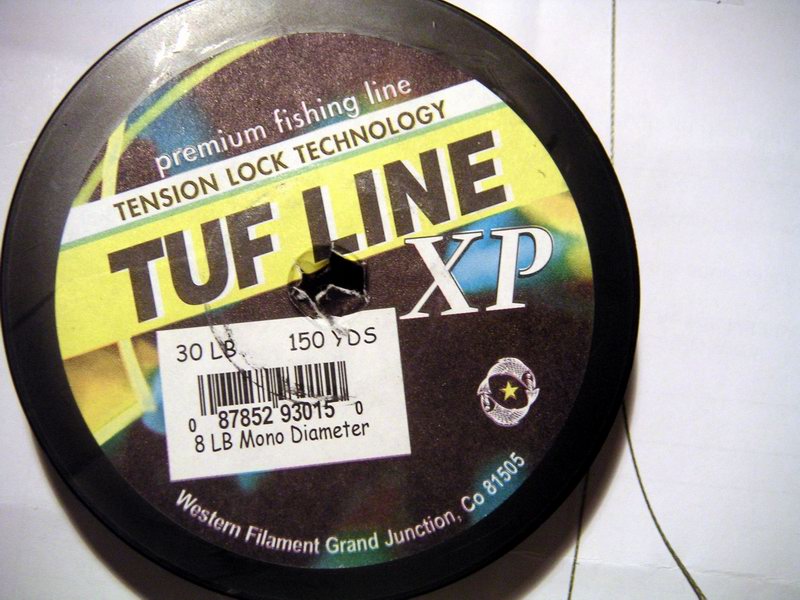 premium fishing line
TENSION LOCK TECHNOLOGY
TUF LINE
XP
30 LB 150 YDS
0 87852 93015 0
8 LB Mono Diameter
Western Filament Grand Junction, Co 81505